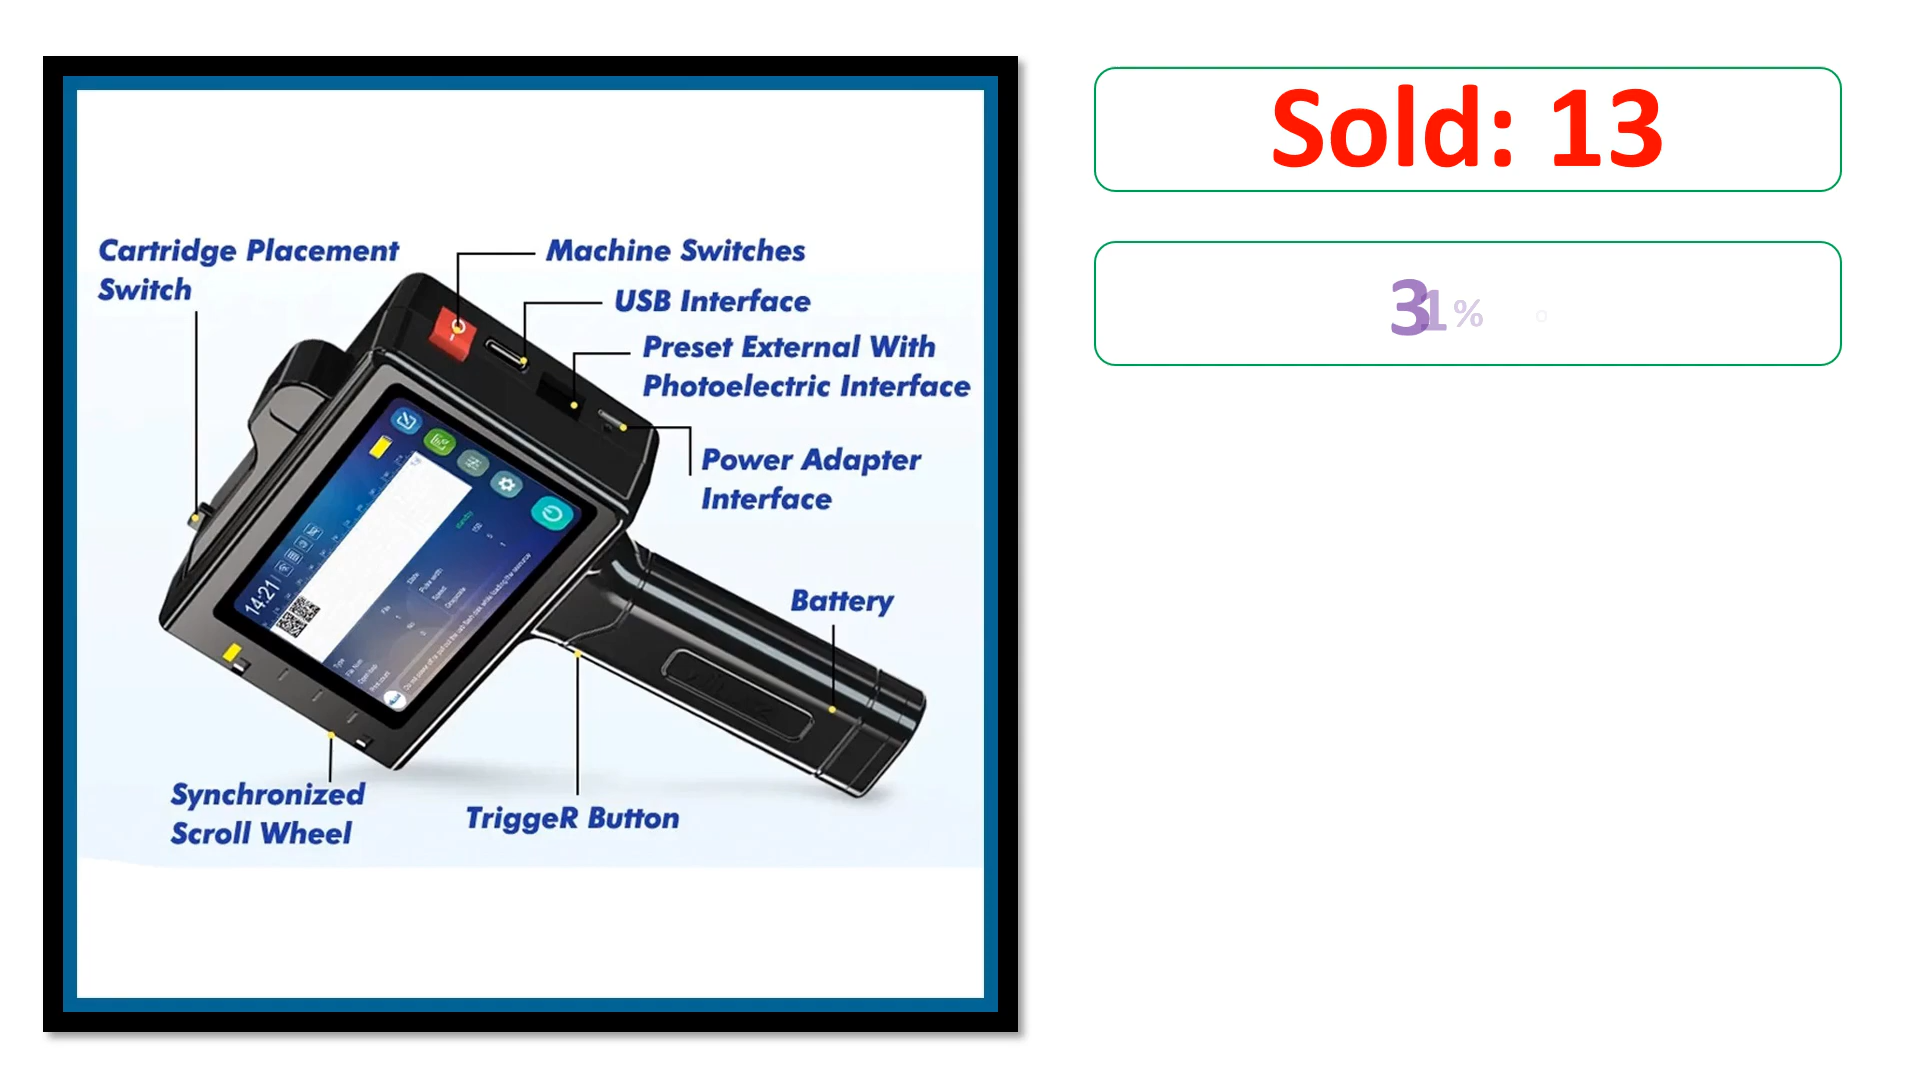 Sold: 13
31%
Cartridge Placement
Switch
Machine Switches
USB Interface
Preset External With
Photoelectric Interface
Power Adapter
Interface
Battery
14:21
Synchronized
Scroll Wheel
TriggeR Button